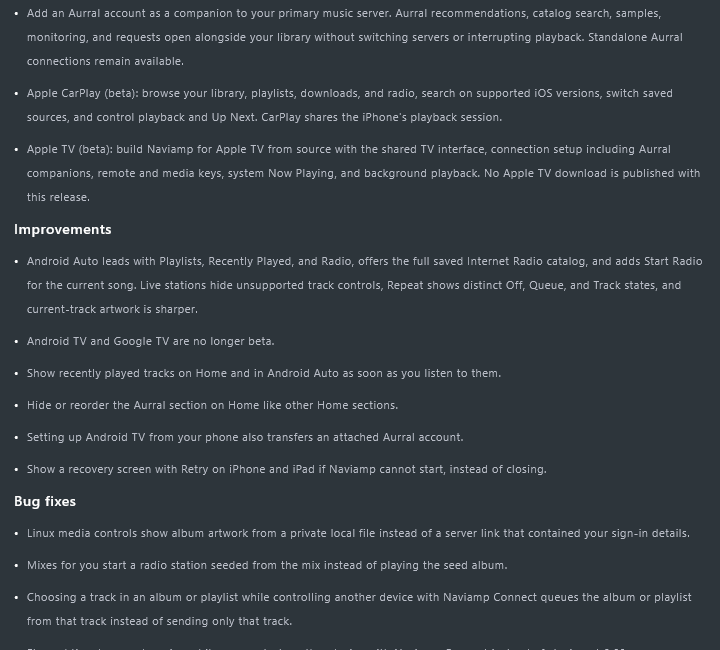 • Add an Aurral account as a companion to your primary music server. Aurral recommendations, catalog search, samples,
monitoring, and requests open alongside your library without switching servers or interrupting playback. Standalone Aurral
connections remain available.
• Apple CarPlay (beta): browse your library, playlists, downloads, and radio, search on supported iOS versions, switch saved
sources, and control playback and Up Next. CarPlay shares the iPhone's playback session.
• Apple TV (beta): build Naviamp for Apple TV from source with the shared TV interface, connection setup including Aurral
companions, remote and media keys, system Now Playing, and background playback. No Apple TV download is published with
this release.
Improvements
• Android Auto leads with Playlists, Recently Played, and Radio, offers the full saved Internet Radio catalog, and adds Start Radio
for the current song. Live stations hide unsupported track controls, Repeat shows distinct Off, Queue, and Track states, and
current-track artwork is sharper.
• Android TV and Google TV are no longer beta.
• Show recently played tracks on Home and in Android Auto as soon as you listen to them.
• Hide or reorder the Aurral section on Home like other Home sections.
• Setting up Android TV from your phone also transfers an attached Aurral account.
• Show a recovery screen with Retry on iPhone and iPad if Naviamp cannot start, instead of closing.
Bug fixes
• Linux media controls show album artwork from a private local file instead of a server link that contained your sign-in details.
• Mixes for you start a radio station seeded from the mix instead of playing the seed album.
• Choosing a track in an album or playlist while controlling another device with Naviamp Connect queues the album or playlist
from that track instead of sending only that track.